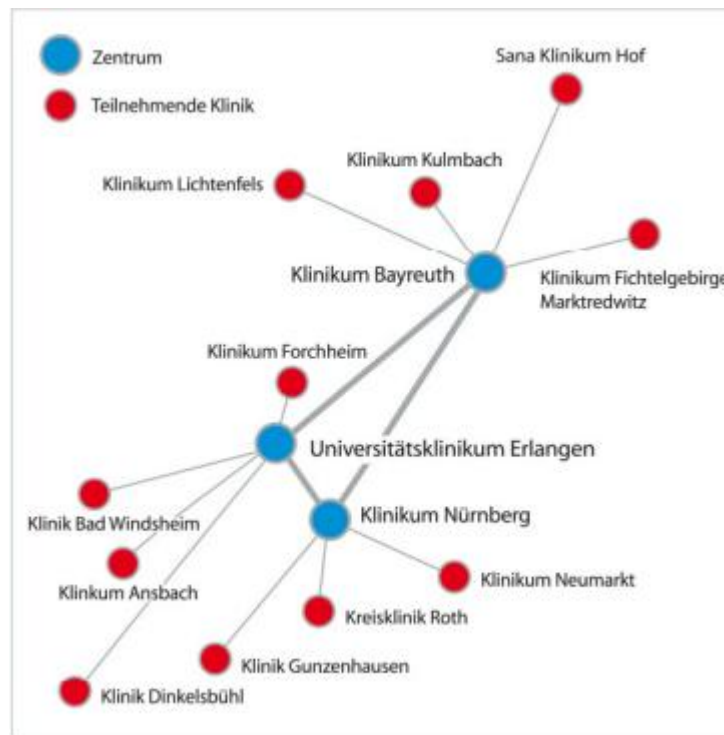 Zentrum
Teilnehmende Klinik
Sana Klinikum Hof
Klinikum Kulmbach
Klinikum Lichtenfels
Klinikum Bayreuth
Klinikum Fichtelgebirge
Marktredwitz
Klinikum Forchheim
Universitätsklinikum Erlangen
Klinik Bad Windsheim
Klinikum Nürnberg
Klinkum Ansbach
Klinikum Neumarkt
Kreisklinik Roth
Klinik Gunzenhausen
Klinik Dinkelsbühl